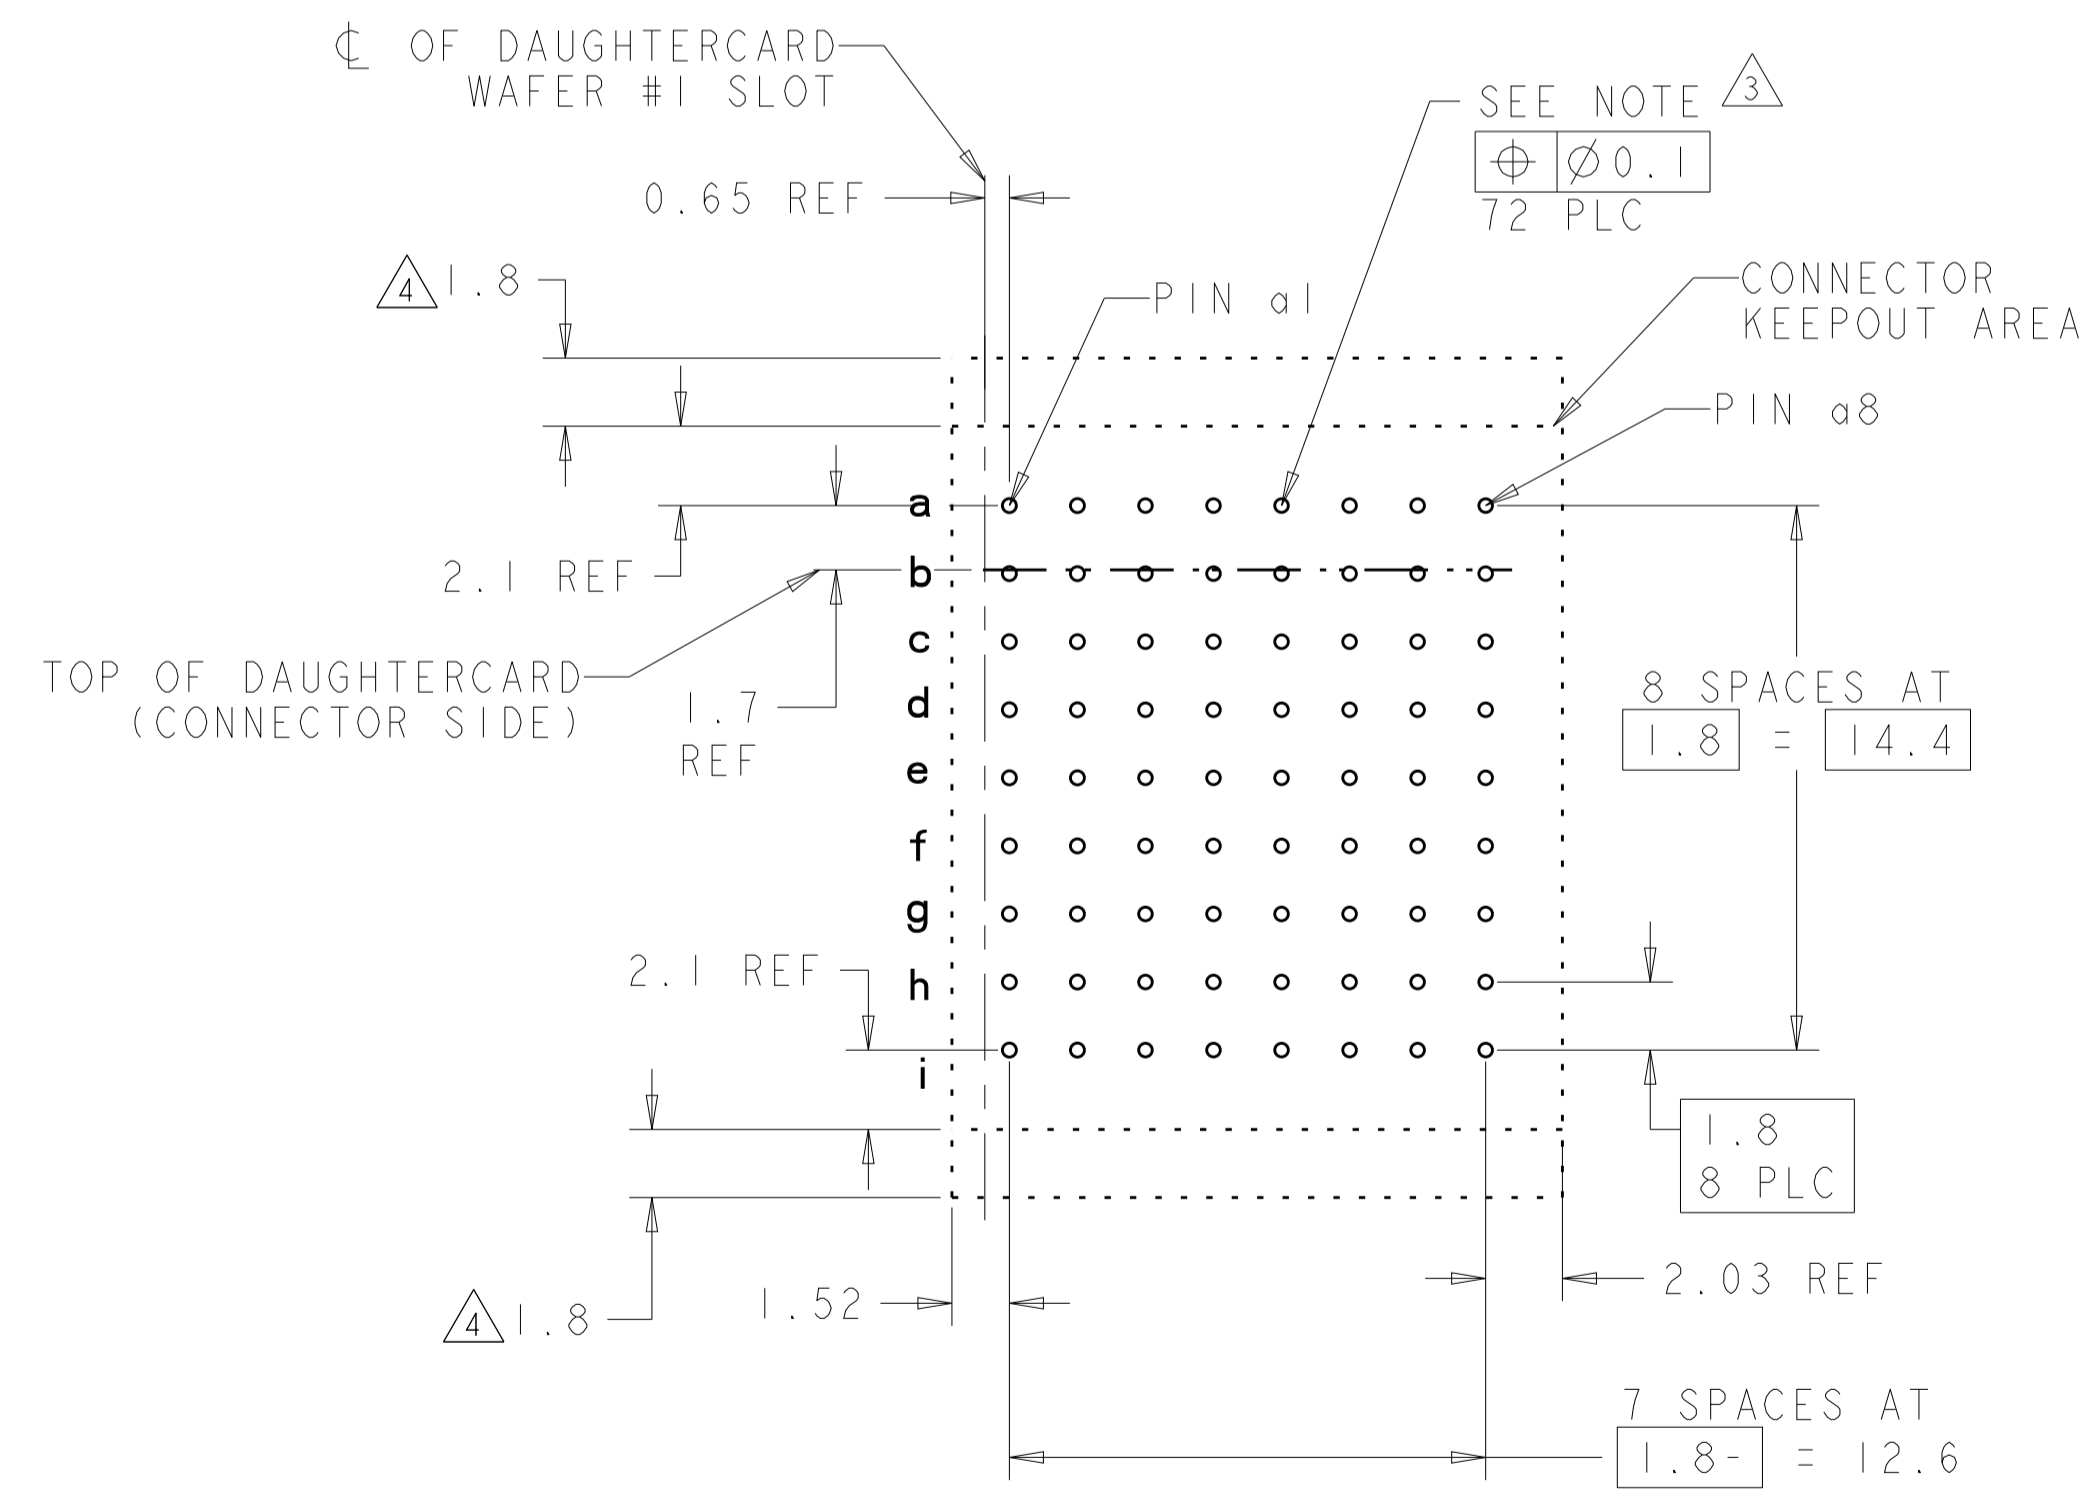 ℄ OF DAUGHTERCARD
WAFER #1 SLOT
SEE NOTE 3
⌖ ⌀0.1
72 PLC
0.65 REF
4 1.8
PIN a1
CONNECTOR
KEEPOUT AREA
PIN a8
a
2.1 REF
b
c
TOP OF DAUGHTERCARD
(CONNECTOR SIDE)
1.7
REF
d
8 SPACES AT
1.8 = 14.4
e
f
g
2.1 REF
h
i
1.8
8 PLC
2.03 REF
1.52
4 1.8
7 SPACES AT
1.8- = 12.6